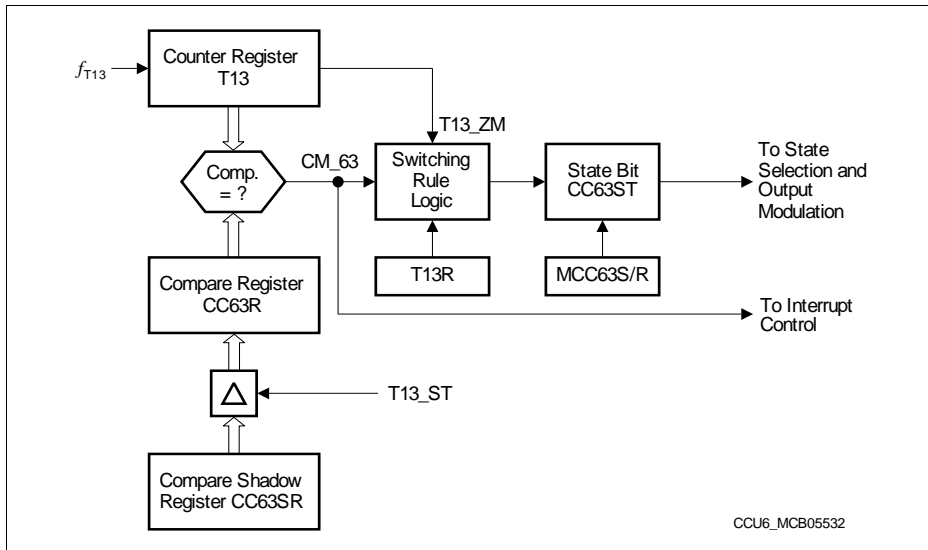 Counter Register
T13
fT13
T13_ZM
CM_63
Comp.
= ?
Switching
Rule
Logic
State Bit
CC63ST
To State
Selection and
Output
Modulation
T13R
MCC63S/R
Compare Register
CC63R
To Interrupt
Control
T13_ST
Compare Shadow
Register CC63SR
CCU6_MCB05532